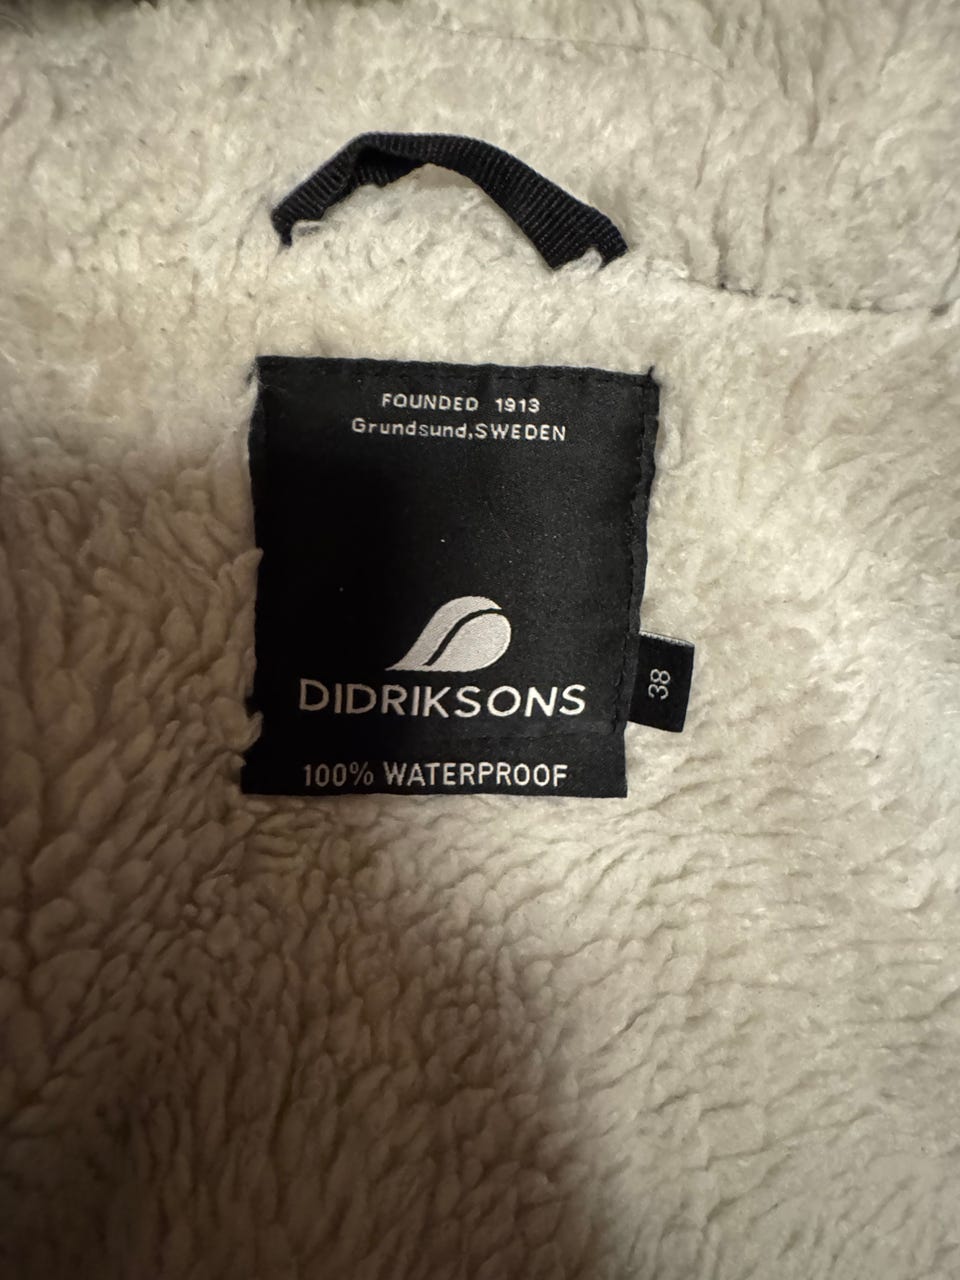 FOUNDED 1913
Grundsund,SWEDEN
DIDRIKSONS
38
100% WATERPROOF